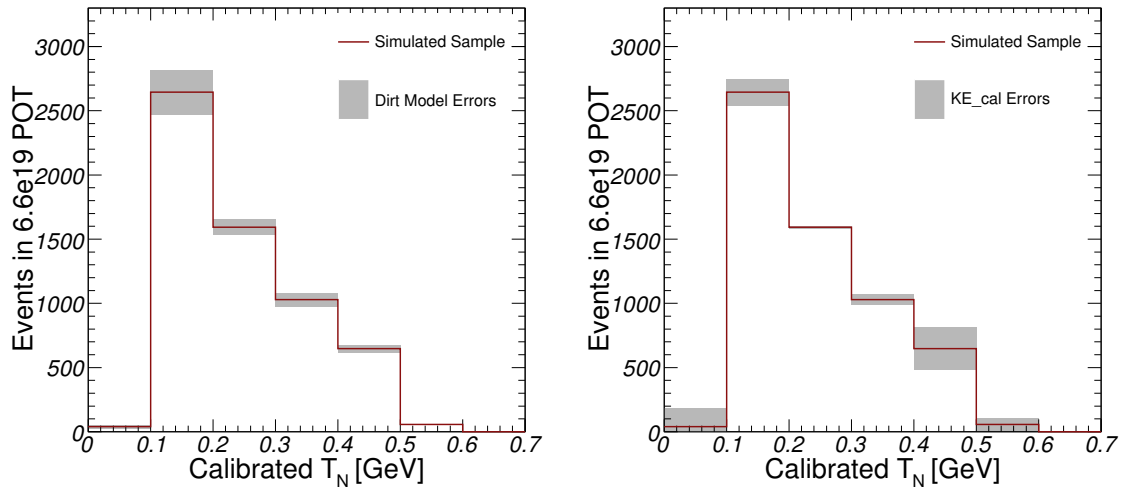 Events in 6.6e19 POT
3000
2500
2000
1500
1000
500
0
Simulated Sample
Dirt Model Errors
0 0.1 0.2 0.3 0.4 0.5 0.6 0.7
Calibrated T_N [GeV]
Events in 6.6e19 POT
3000
2500
2000
1500
1000
500
0
Simulated Sample
KE_cal Errors
0 0.1 0.2 0.3 0.4 0.5 0.6 0.7
Calibrated T_N [GeV]